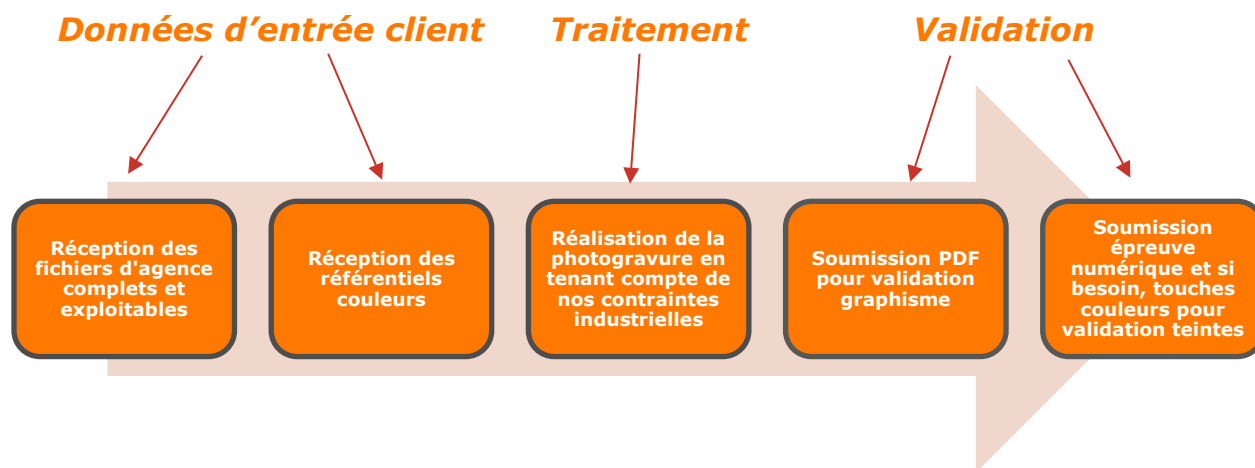 Données d’entrée client
Traitement
Validation
Réception des
fichiers d'agence
complets et
exploitables
Réception des
référentiels
couleurs
Réalisation de la
photogravure en
tenant compte de
nos contraintes
industrielles
Soumission PDF
pour validation
graphisme
Soumission
épreuve
numérique et si
besoin, touches
couleurs pour
validation teintes